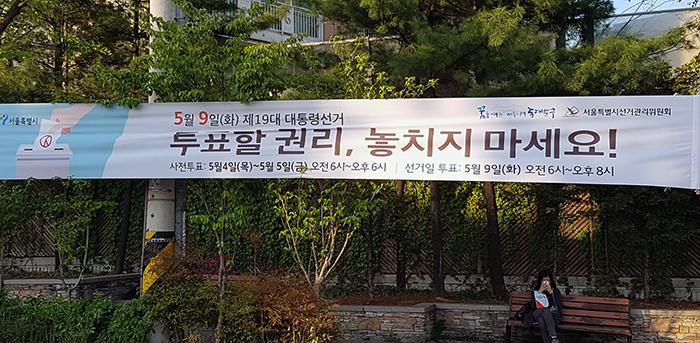 서울특별시
5월 9일(화) 제19대 대통령선거
서울특별시선거관리위원회
투표할 권리, 놓치지 마세요!
사전투표: 5월4일(목)~5월 5일(금) 오전6시~오후6시 | 선거일 투표: 5월 9일(화) 오전6시~오후8시